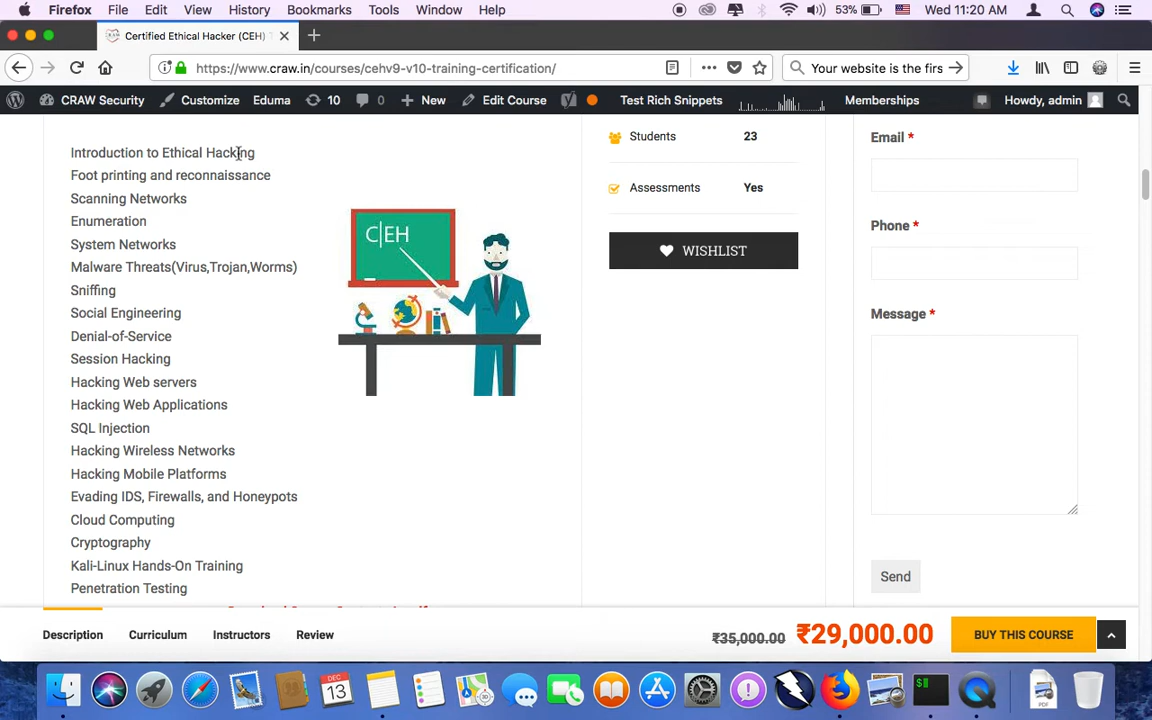 Firefox File Edit View History Bookmarks Tools Window Help 53% Wed 11:20 AM
Certified Ethical Hacker (CEH)
https://www.craw.in/courses/cehv9-v10-training-certification/ Your website is the firs
CRAW Security Customize Eduma 10 0 New Edit Course Test Rich Snippets Memberships Howdy, admin
Introduction to Ethical Hacking
Foot printing and reconnaissance
Scanning Networks
Enumeration
System Networks
Malware Threats(Virus,Trojan,Worms)
Sniffing
Social Engineering
Denial-of-Service
Session Hacking
Hacking Web servers
Hacking Web Applications
SQL Injection
Hacking Wireless Networks
Hacking Mobile Platforms
Evading IDS, Firewalls, and Honeypots
Cloud Computing
Cryptography
Kali-Linux Hands-On Training
Penetration Testing
C|EH
Students 23
Assessments Yes
WISHLIST
Email *
Phone *
Message *
Send
Description Curriculum Instructors Review ₹35,000.00 ₹29,000.00 BUY THIS COURSE
DEC
13
PDF